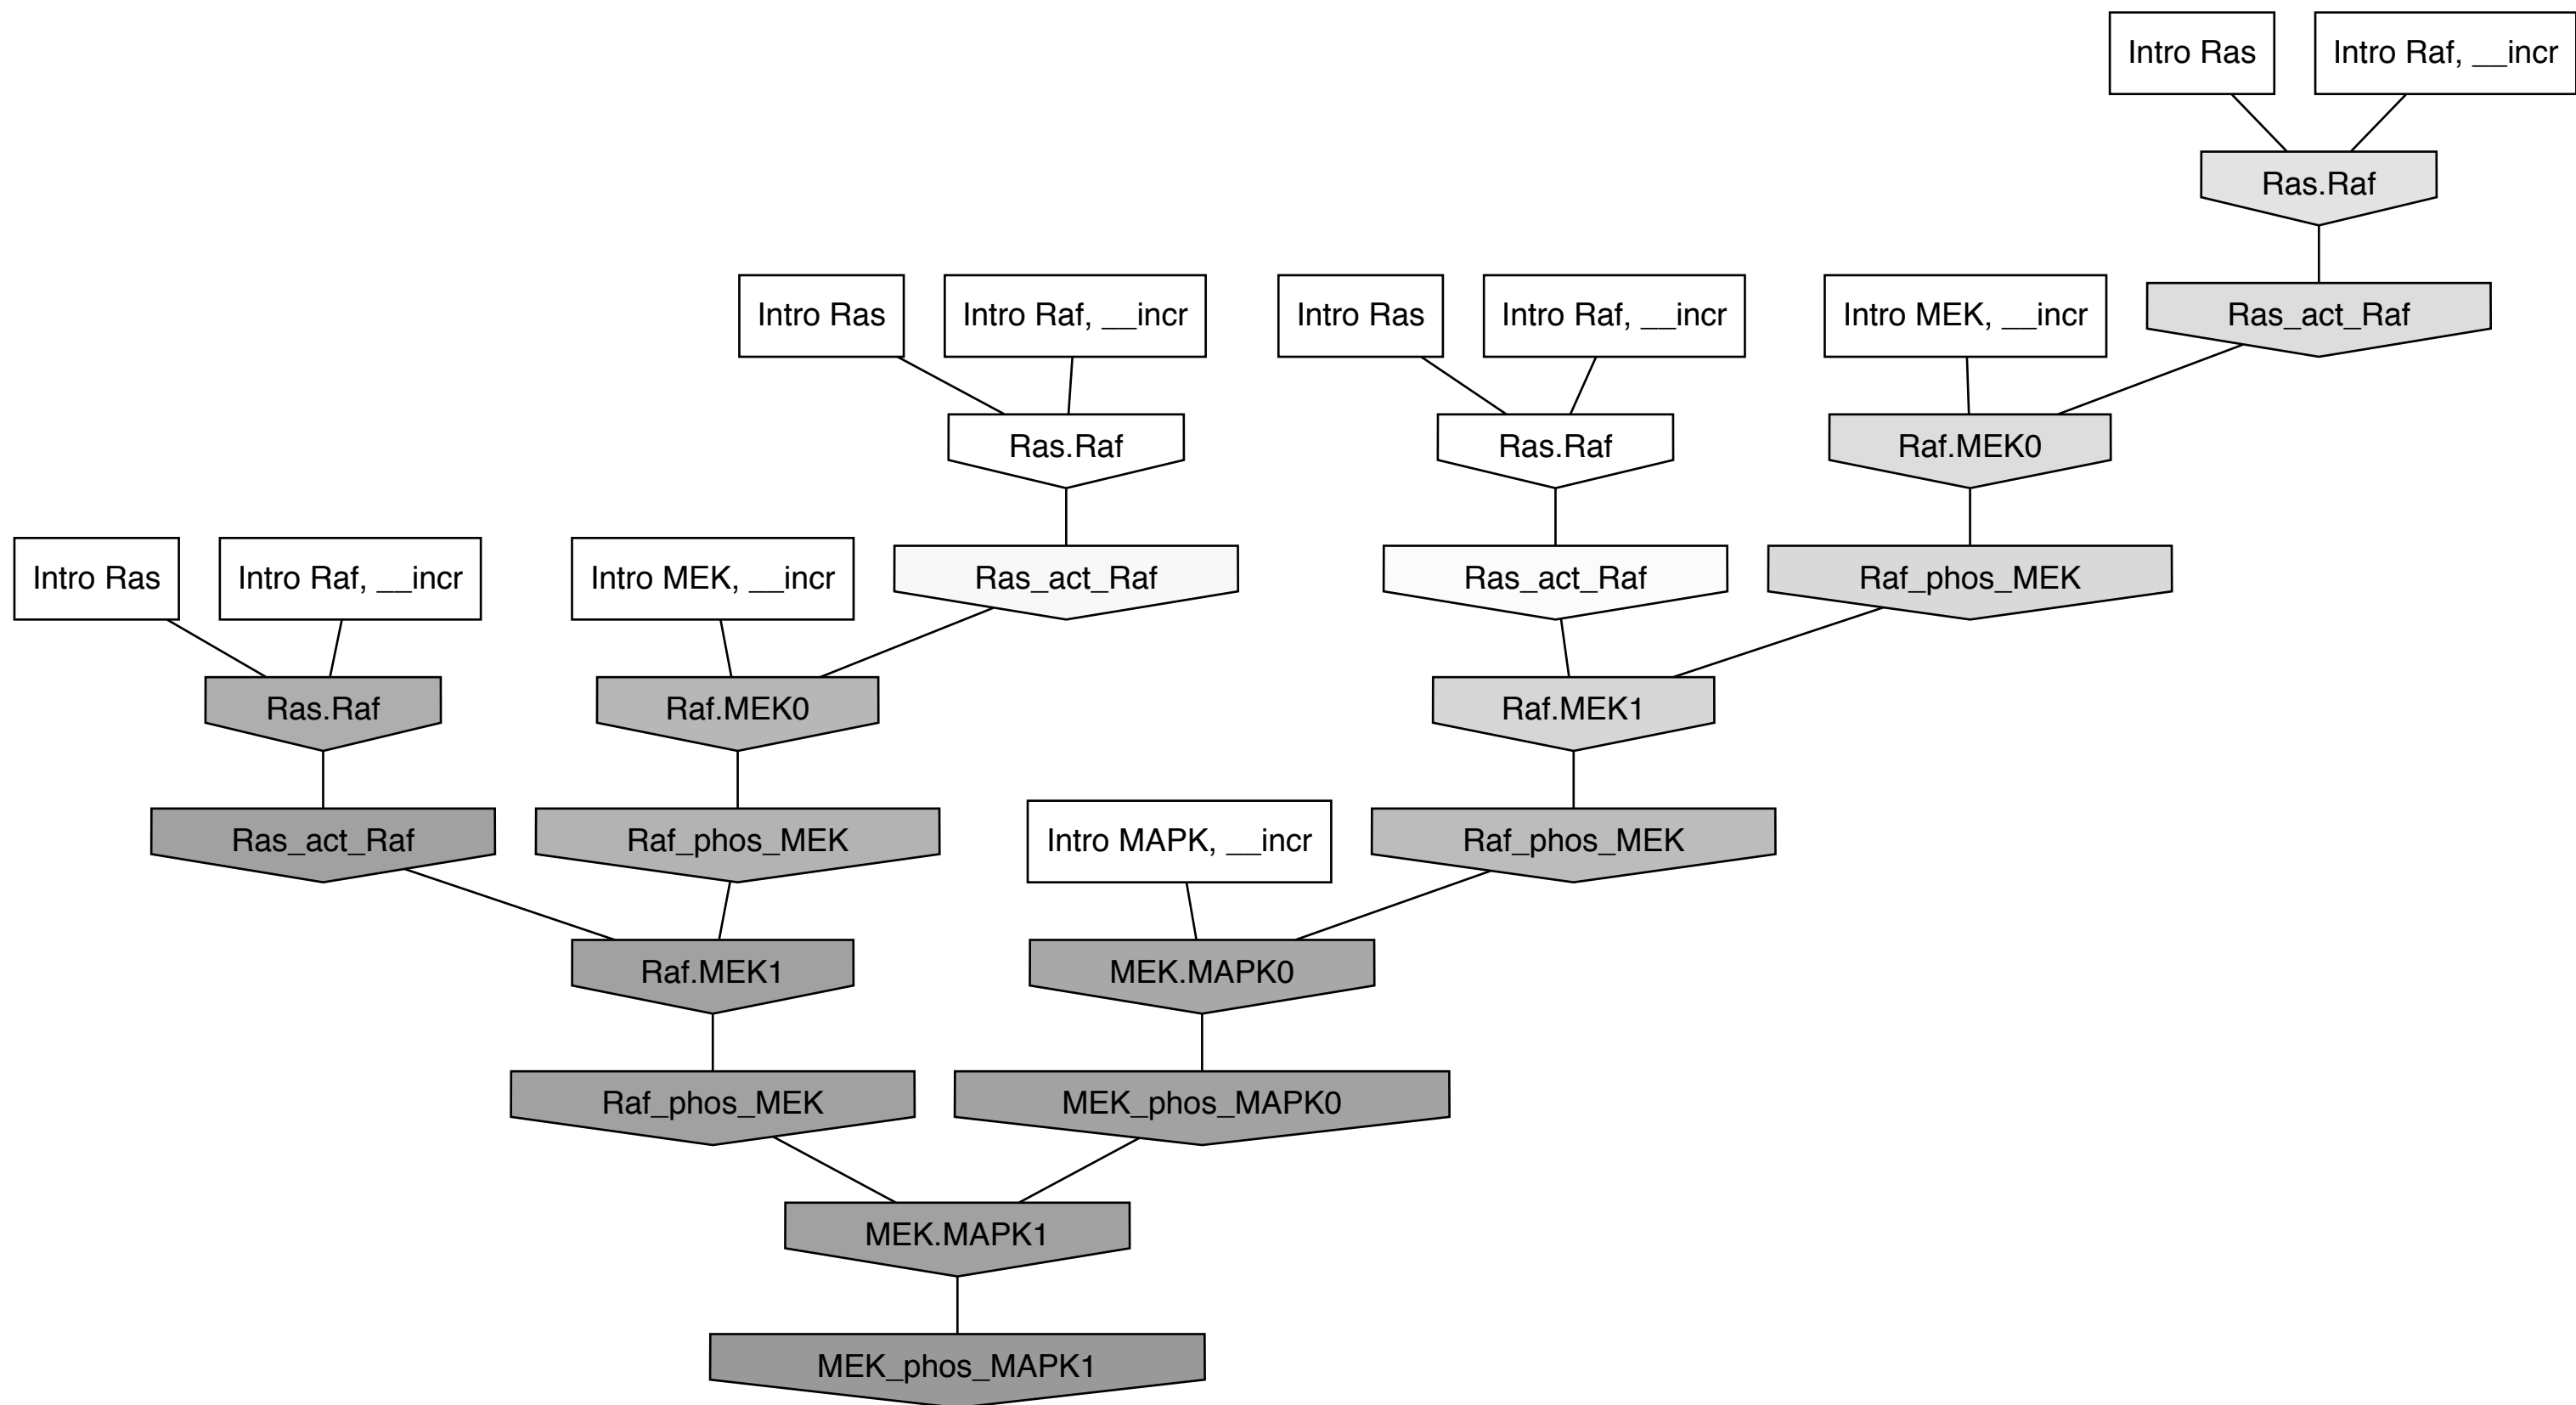 Intro Ras
Intro Raf, __incr
Ras.Raf
Intro Ras
Intro Raf, __incr
Intro Ras
Intro Raf, __incr
Intro MEK, __incr
Ras_act_Raf
Ras.Raf
Ras.Raf
Raf.MEK0
Intro Ras
Intro Raf, __incr
Intro MEK, __incr
Ras_act_Raf
Ras_act_Raf
Raf_phos_MEK
Ras.Raf
Raf.MEK0
Raf.MEK1
Ras_act_Raf
Raf_phos_MEK
Intro MAPK, __incr
Raf_phos_MEK
Raf.MEK1
MEK.MAPK0
Raf_phos_MEK
MEK_phos_MAPK0
MEK.MAPK1
MEK_phos_MAPK1